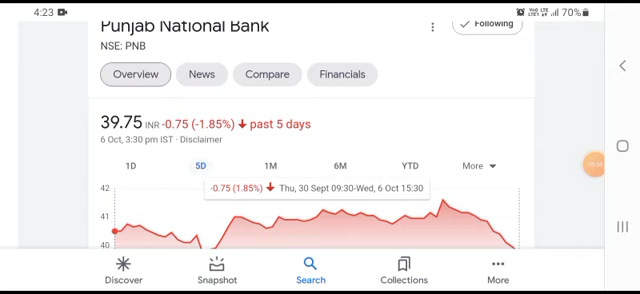 4:23
70%
Punjab National Bank
Following
NSE: PNB
Overview
News
Compare
Financials
39.75 INR -0.75 (-1.85%) ↓ past 5 days
6 Oct, 3:30 pm IST · Disclaimer
1D
5D
1M
6M
YTD
More
-0.75 (1.85%) ↓ Thu, 30 Sept 09:30-Wed, 6 Oct 15:30
42
41
40
Discover
Snapshot
Search
Collections
More